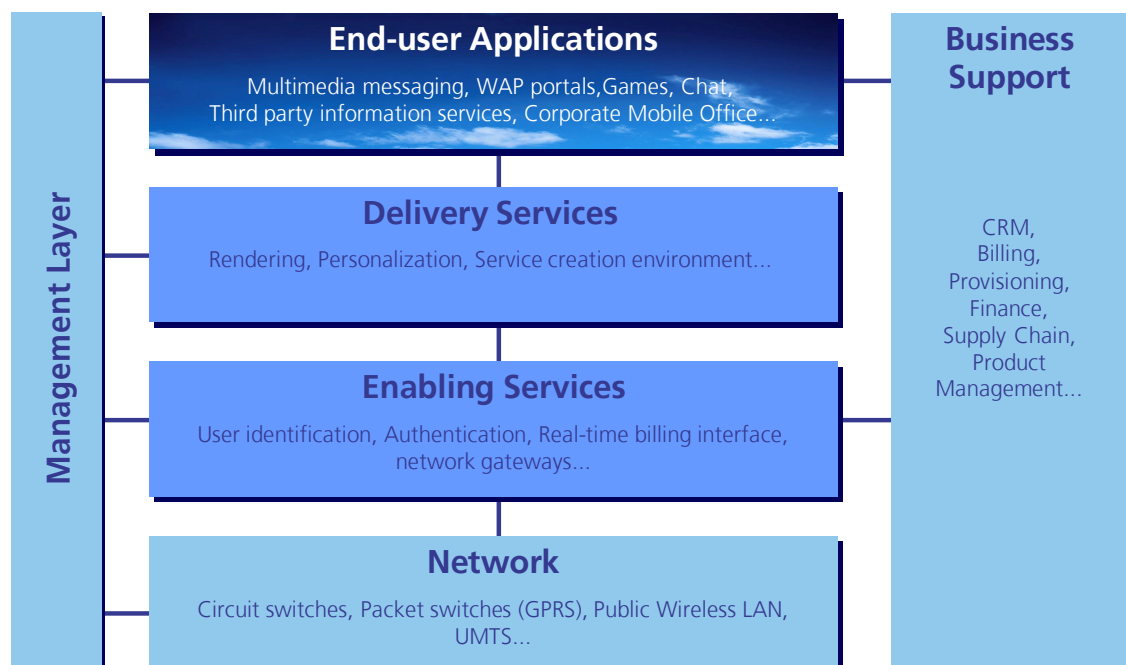 Management Layer
End-user Applications
Multimedia messaging, WAP portals,Games, Chat,
Third party information services, Corporate Mobile Office...
Delivery Services
Rendering, Personalization, Service creation environment...
Enabling Services
User identification, Authentication, Real-time billing interface,
network gateways...
Network
Circuit switches, Packet switches (GPRS), Public Wireless LAN,
UMTS...
Business
Support
CRM,
Billing,
Provisioning,
Finance,
Supply Chain,
Product
Management...